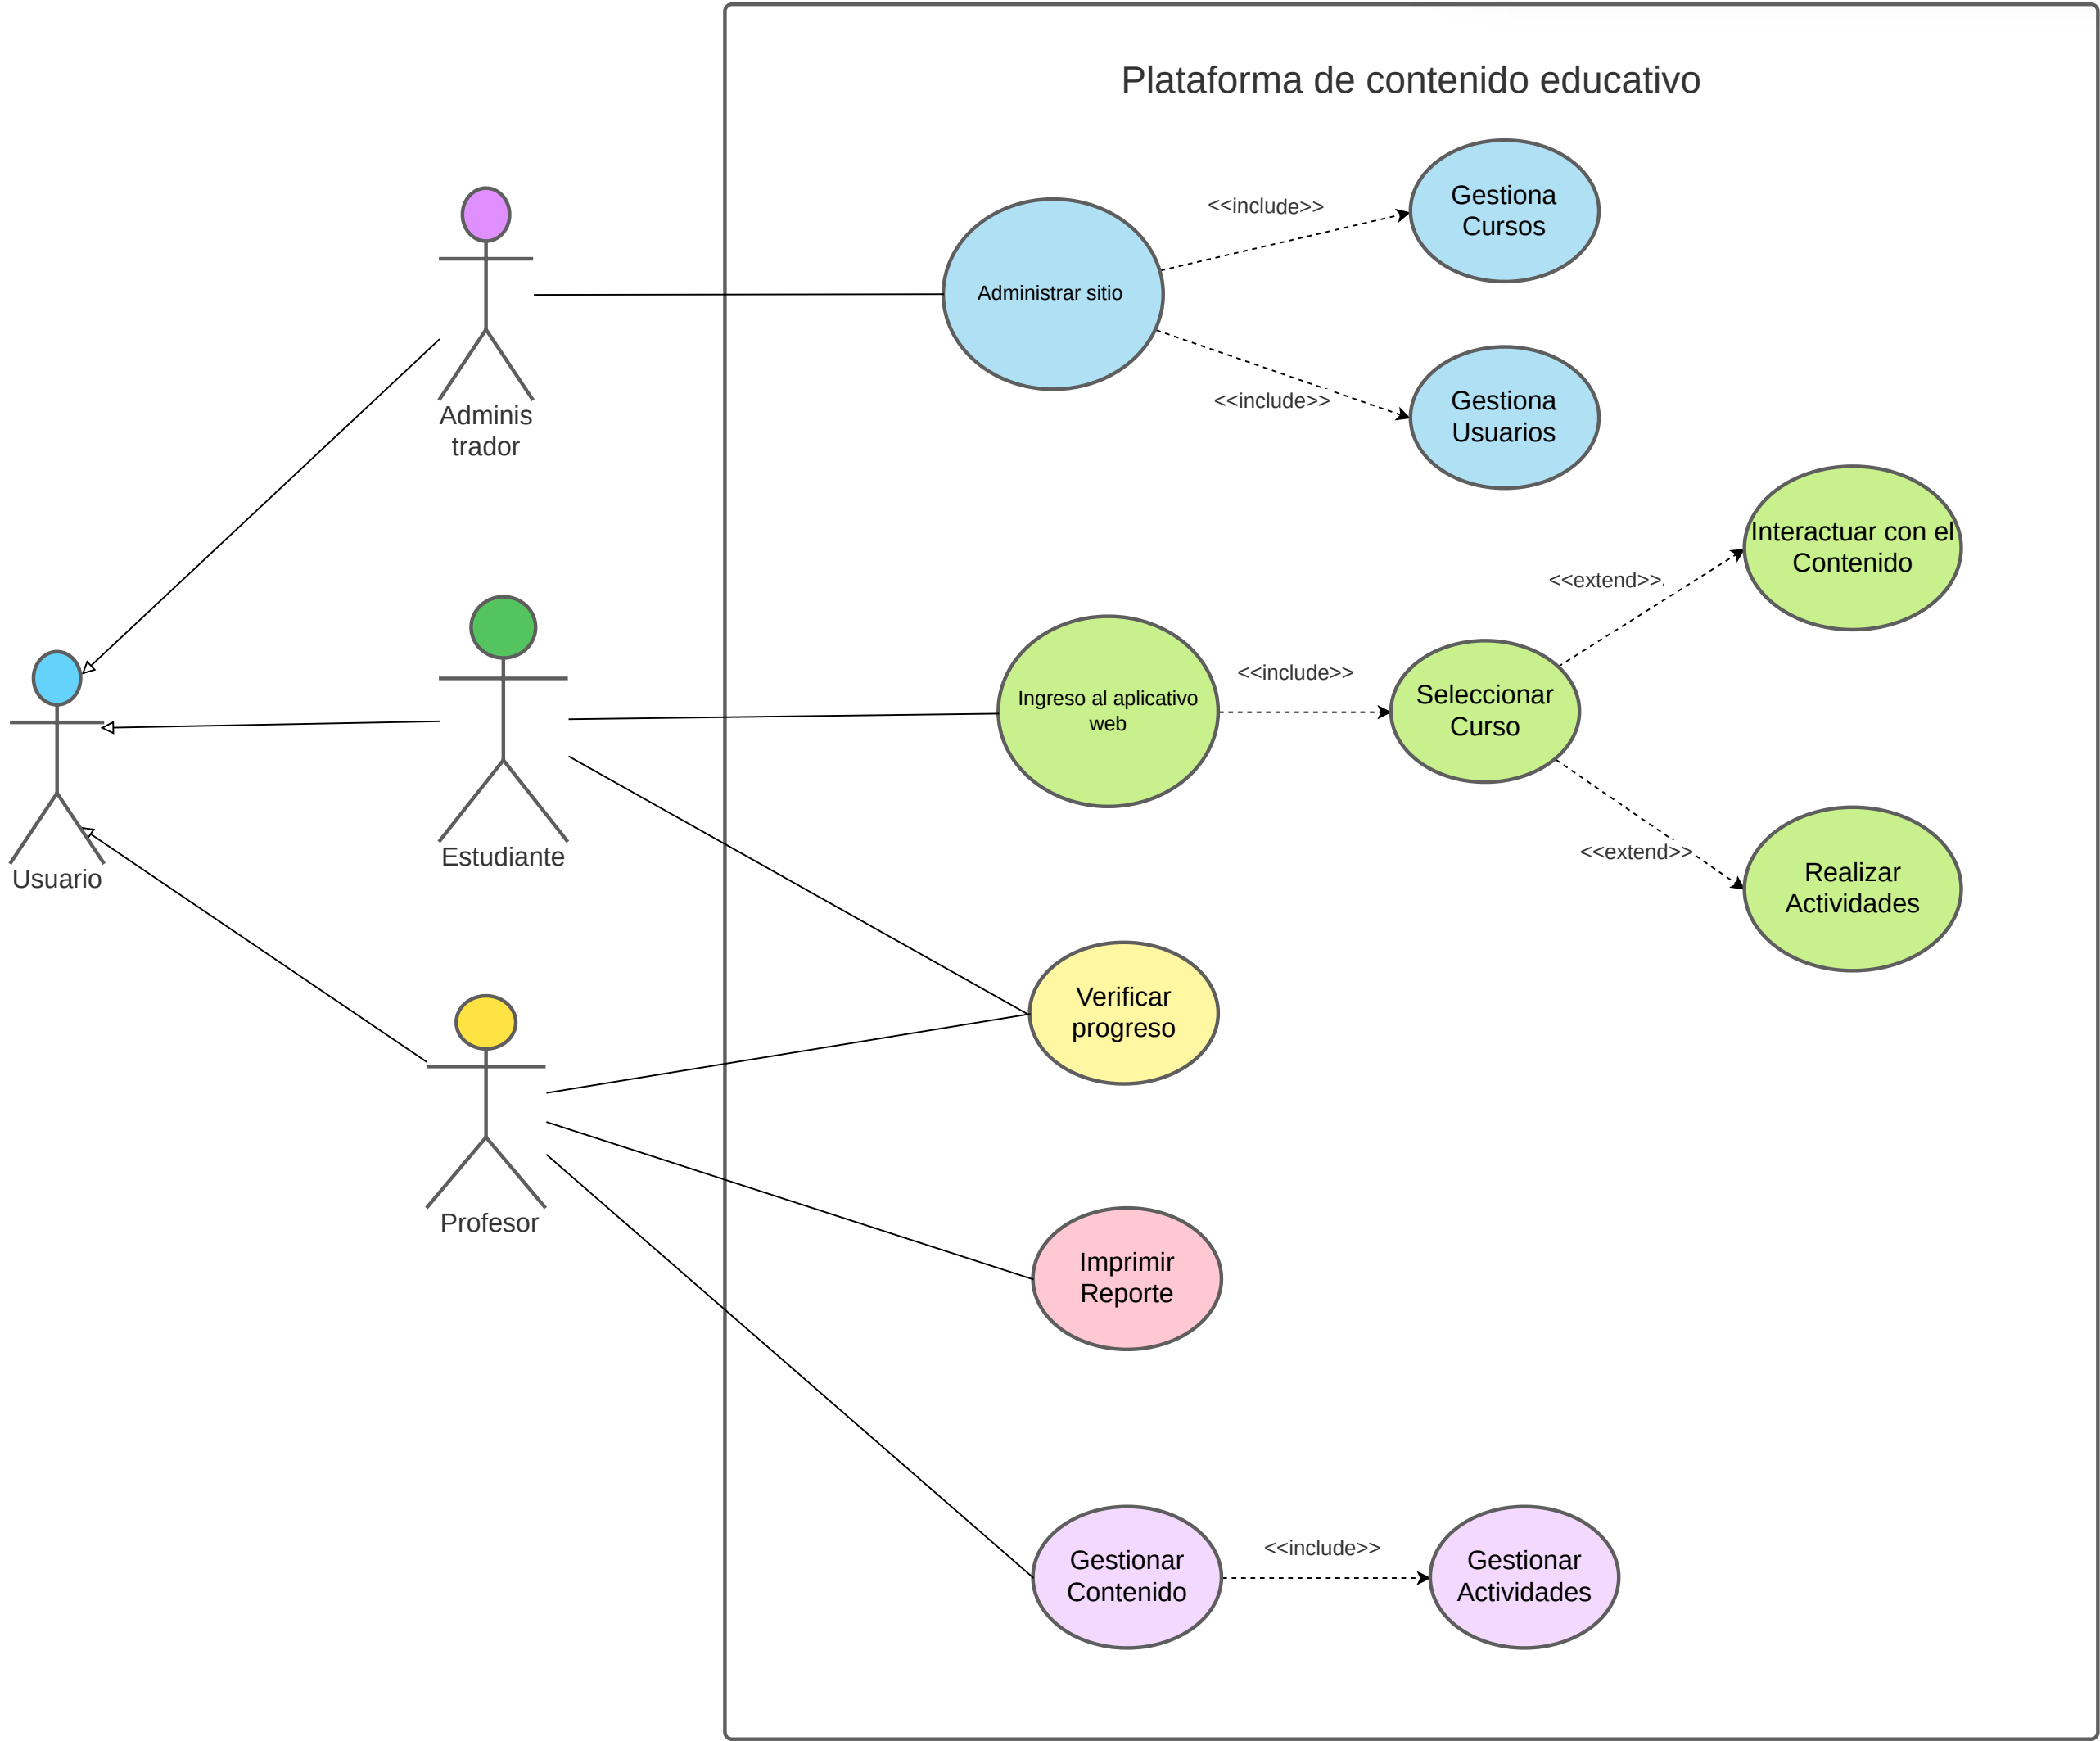 Plataforma de contenido educativo
Gestiona
Cursos
<<include>>
Administrar sitio
<<include>>
Gestiona
Usuarios
Adminis
trador
Interactuar con el
Contenido
<<extend>>
Ingreso al aplicativo
web
<<include>>
Seleccionar
Curso
<<extend>>
Realizar
Actividades
Estudiante
Usuario
Verificar
progreso
Profesor
Imprimir
Reporte
Gestionar
Contenido
<<include>>
Gestionar
Actividades